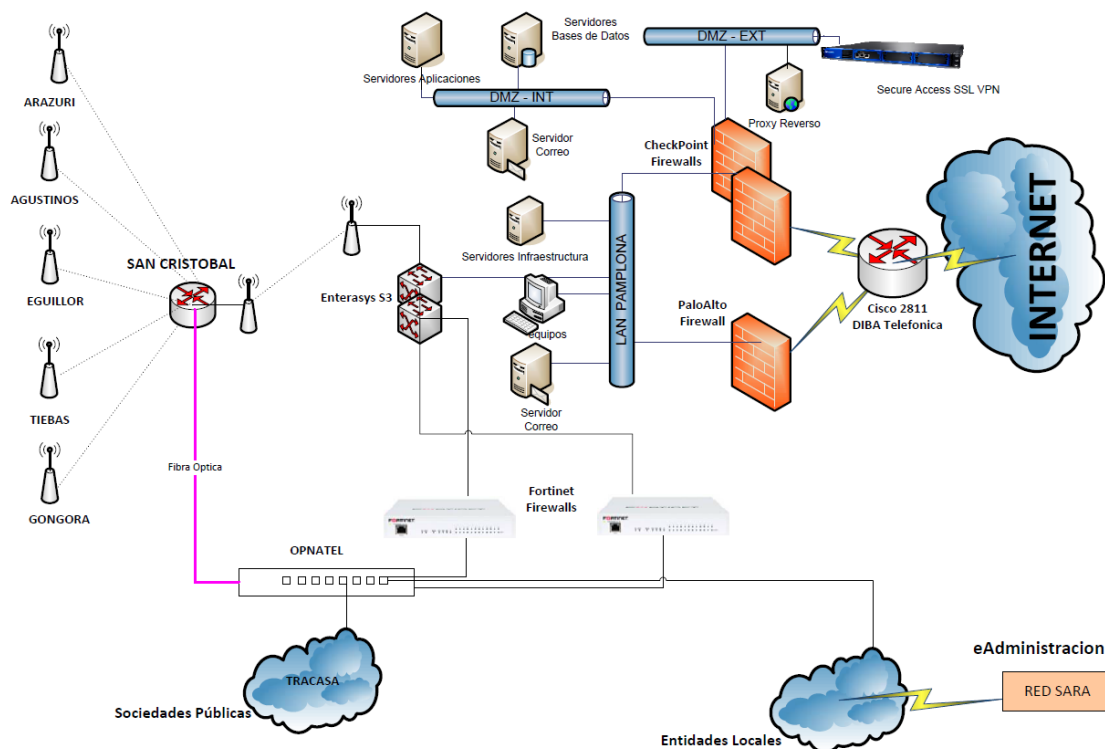 Servidores
Bases de Datos
DMZ - EXT
Servidores Aplicaciones
Secure Access SSL VPN
ARAZURI
DMZ - INT
Proxy Reverso
Servidor
Correo
CheckPoint
Firewalls
AGUSTINOS
INTERNET
SAN CRISTOBAL
Servidores Infraestructura
EGUILLOR
Enterasys S3
LAN PAMPLONA
equipos
PaloAlto
Firewall
Cisco 2811
DIBA Telefonica
TIEBAS
Servidor
Correo
Fibra Optica
GONGORA
Fortinet
Firewalls
FORTINET
FORTINET
OPNATEL
TRACASA
Sociedades Públicas
eAdministracion
RED SARA
Entidades Locales